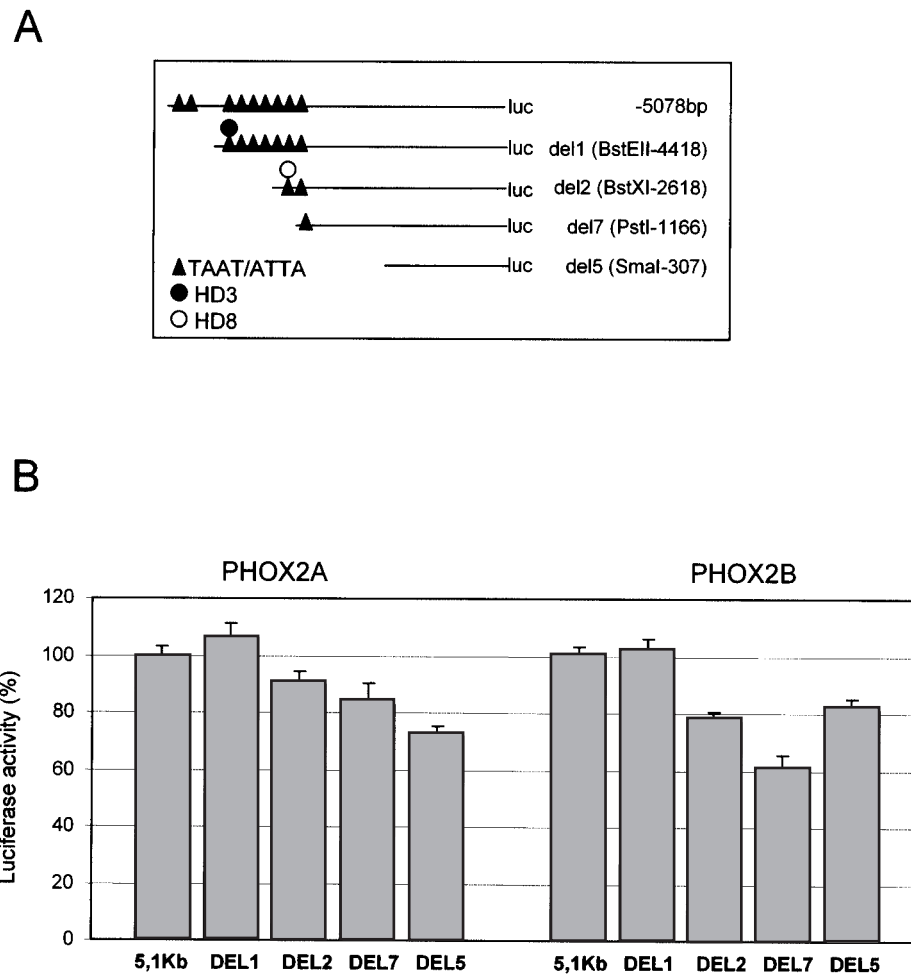 A
luc -5078bp
luc del1 (BstEII-4418)
luc del2 (BstXI-2618)
luc del7 (PstI-1166)
luc del5 (SmaI-307)
TAAT/ATTA
HD3
HD8
B
PHOX2A PHOX2B
120
100
80
60
40
20
0
Luciferase activity (%)
5,1Kb DEL1 DEL2 DEL7 DEL5 5,1Kb DEL1 DEL2 DEL7 DEL5